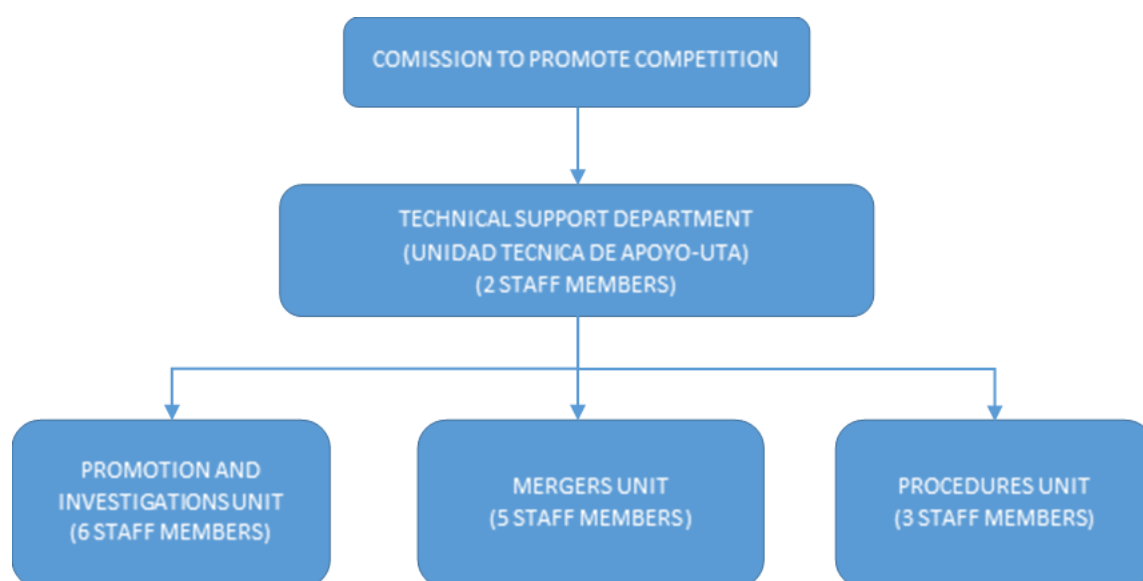 COMISSION TO PROMOTE COMPETITION
TECHNICAL SUPPORT DEPARTMENT
(UNIDAD TECNICA DE APOYO-UTA)
(2 STAFF MEMBERS)
PROMOTION AND
INVESTIGATIONS UNIT
(6 STAFF MEMBERS)
MERGERS UNIT
(5 STAFF MEMBERS)
PROCEDURES UNIT
(3 STAFF MEMBERS)